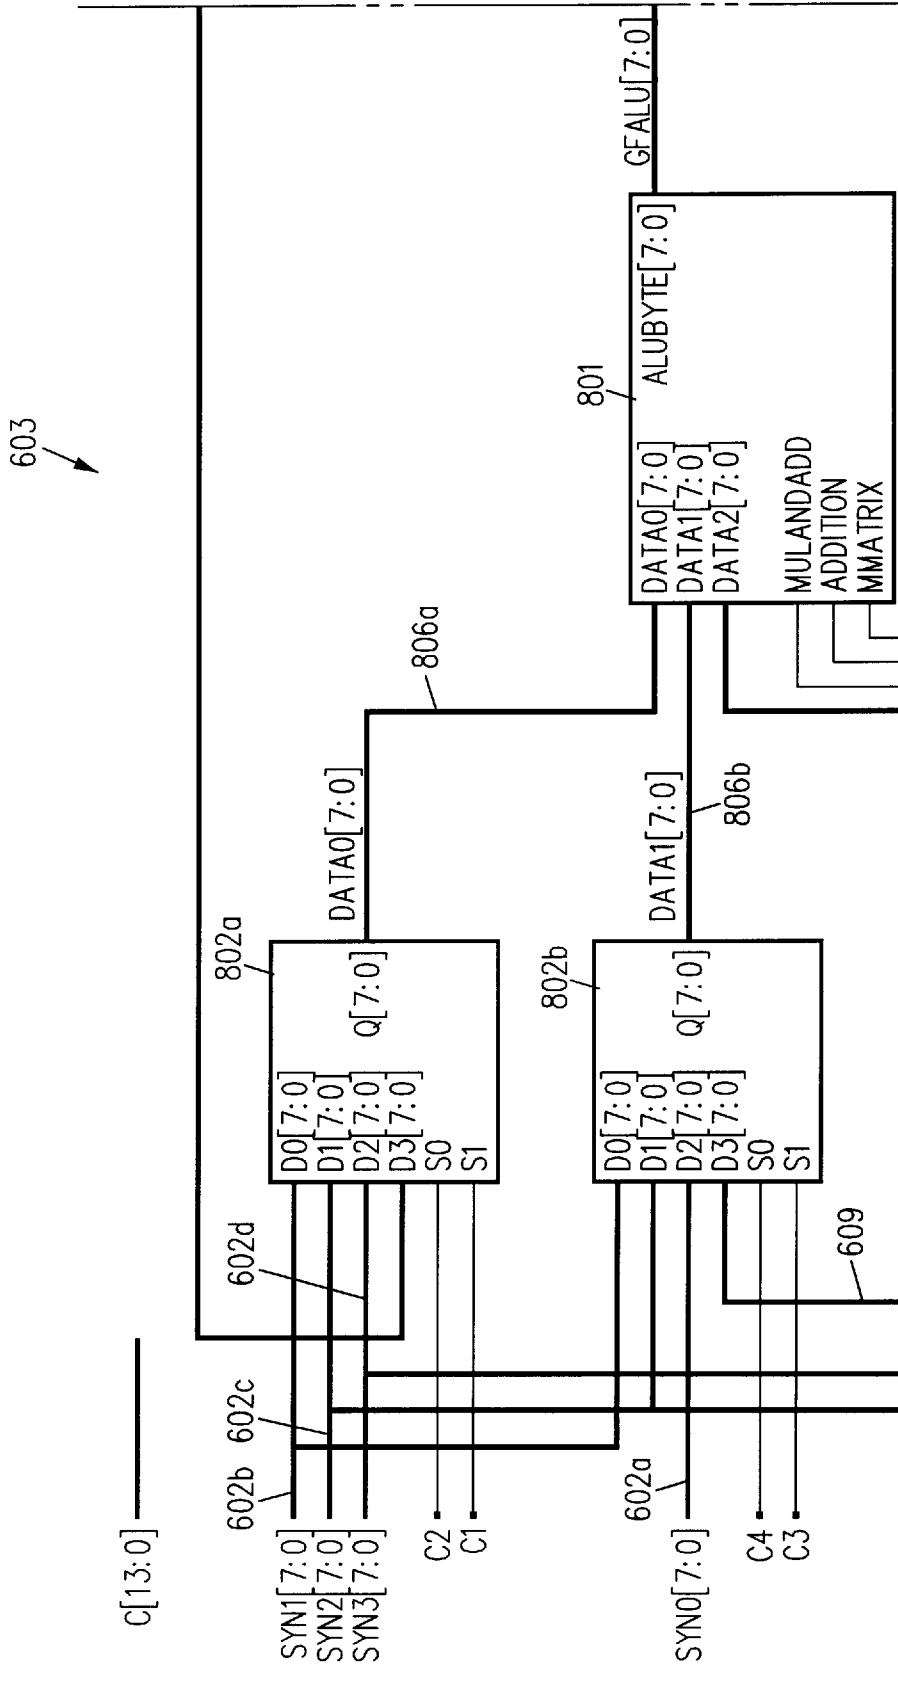 603
C[13:0]
SYN1[7:0]
SYN2[7:0]
SYN3[7:0]
602b
602c
602d
C2
C1
802a
D0[7:0]
D1[7:0]
D2[7:0]
D3[7:0]
S0
S1
Q[7:0]
DATA0[7:0]
806a
SYN0[7:0]
602a
C4
C3
609
802b
D0[7:0]
D1[7:0]
D2[7:0]
D3[7:0]
S0
S1
Q[7:0]
DATA1[7:0]
806b
801
DATA0[7:0]
DATA1[7:0]
DATA2[7:0]
MULANDADD
ADDITION
MMATRIX
ALUBYTE[7:0]
GFALU[7:0]